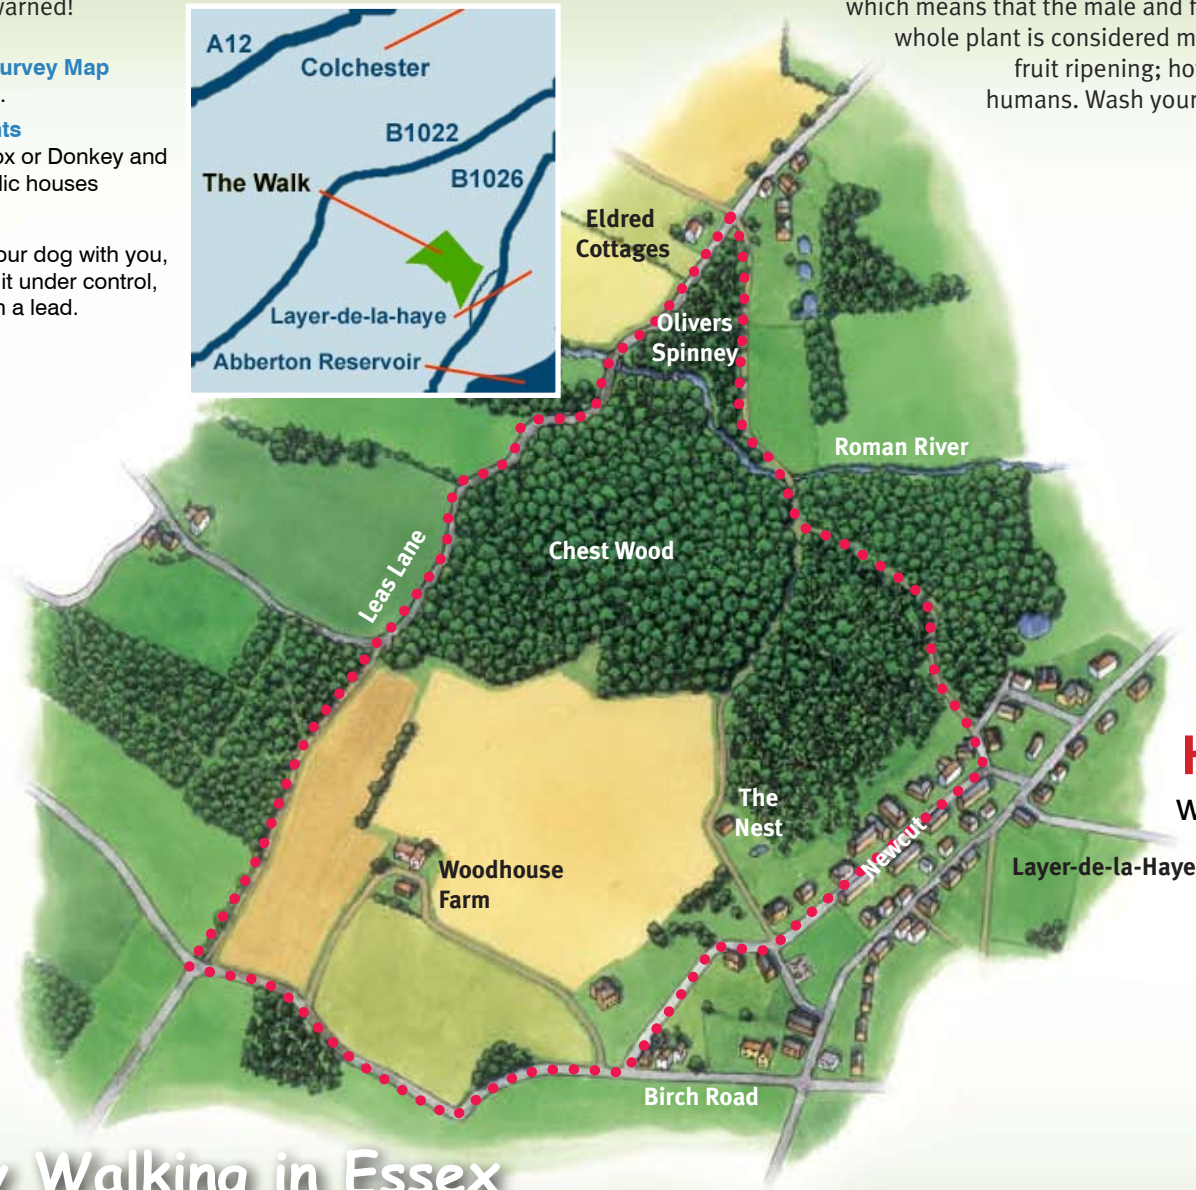 warned!
Survey Map
.
ox or Donkey and
lic houses
our dog with you,
it under control,
n a lead.
which means that the male and f
whole plant is considered m
fruit ripening; ho
humans. Wash your
A12
Colchester
B1022
B1026
The Walk
Layer-de-la-haye
Abberton Reservoir
Eldred
Cottages
Olivers
Spinney
Roman River
Chest Wood
Leas Lane
The
Nest
Newcut
Woodhouse
Farm
Layer-de-la-Haye
Birch Road
H
W
Walking in Essex